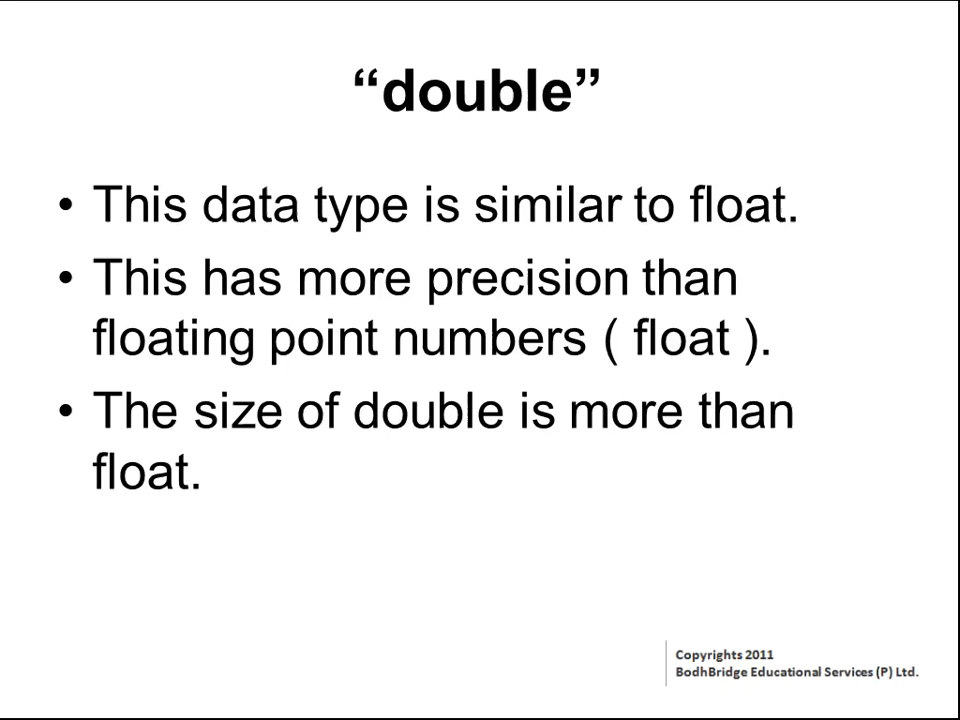 “double”
• This data type is similar to float.
• This has more precision than
floating point numbers ( float ).
• The size of double is more than
float.
Copyrights 2011
BodhBridge Educational Services (P) Ltd.